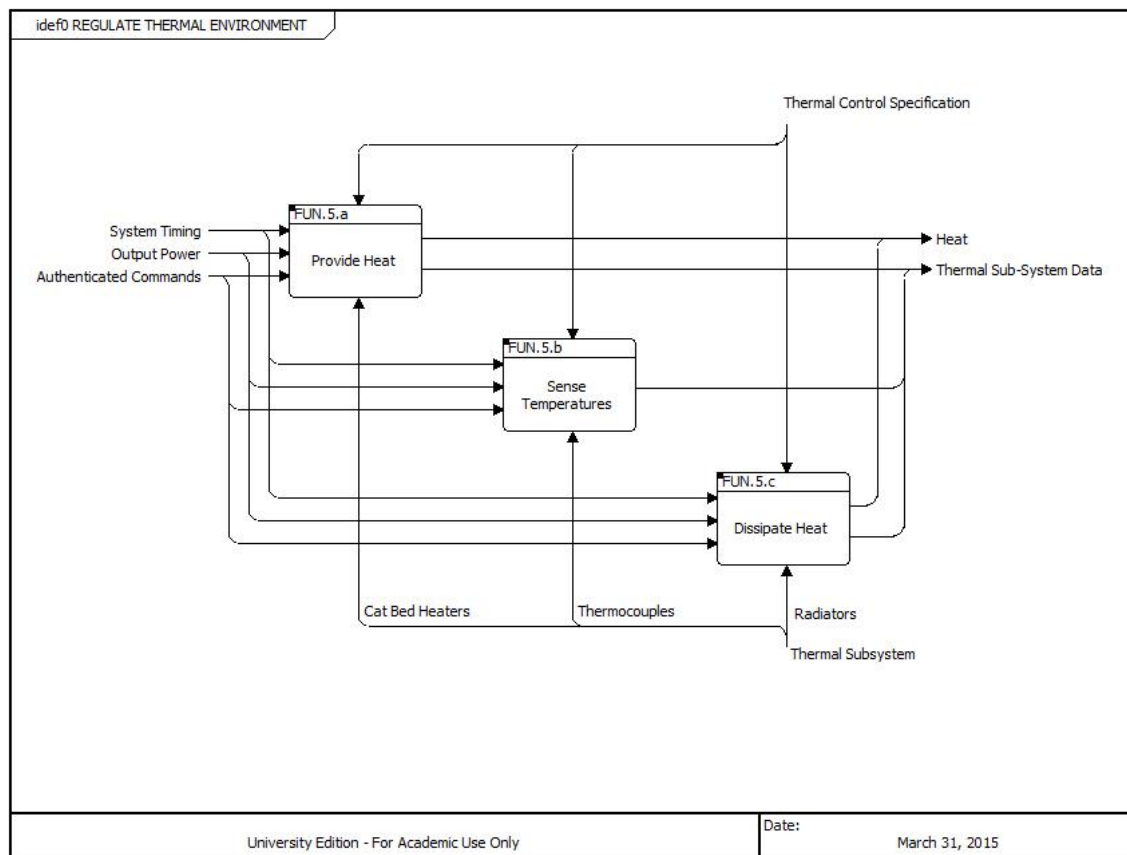 idef0 REGULATE THERMAL ENVIRONMENT
Thermal Control Specification
FUN.5.a
Provide Heat
System Timing
Output Power
Authenticated Commands
Heat
Thermal Sub-System Data
FUN.5.b
Sense
Temperatures
FUN.5.c
Dissipate Heat
Cat Bed Heaters
Thermocouples
Radiators
Thermal Subsystem
University Edition - For Academic Use Only
Date:
March 31, 2015